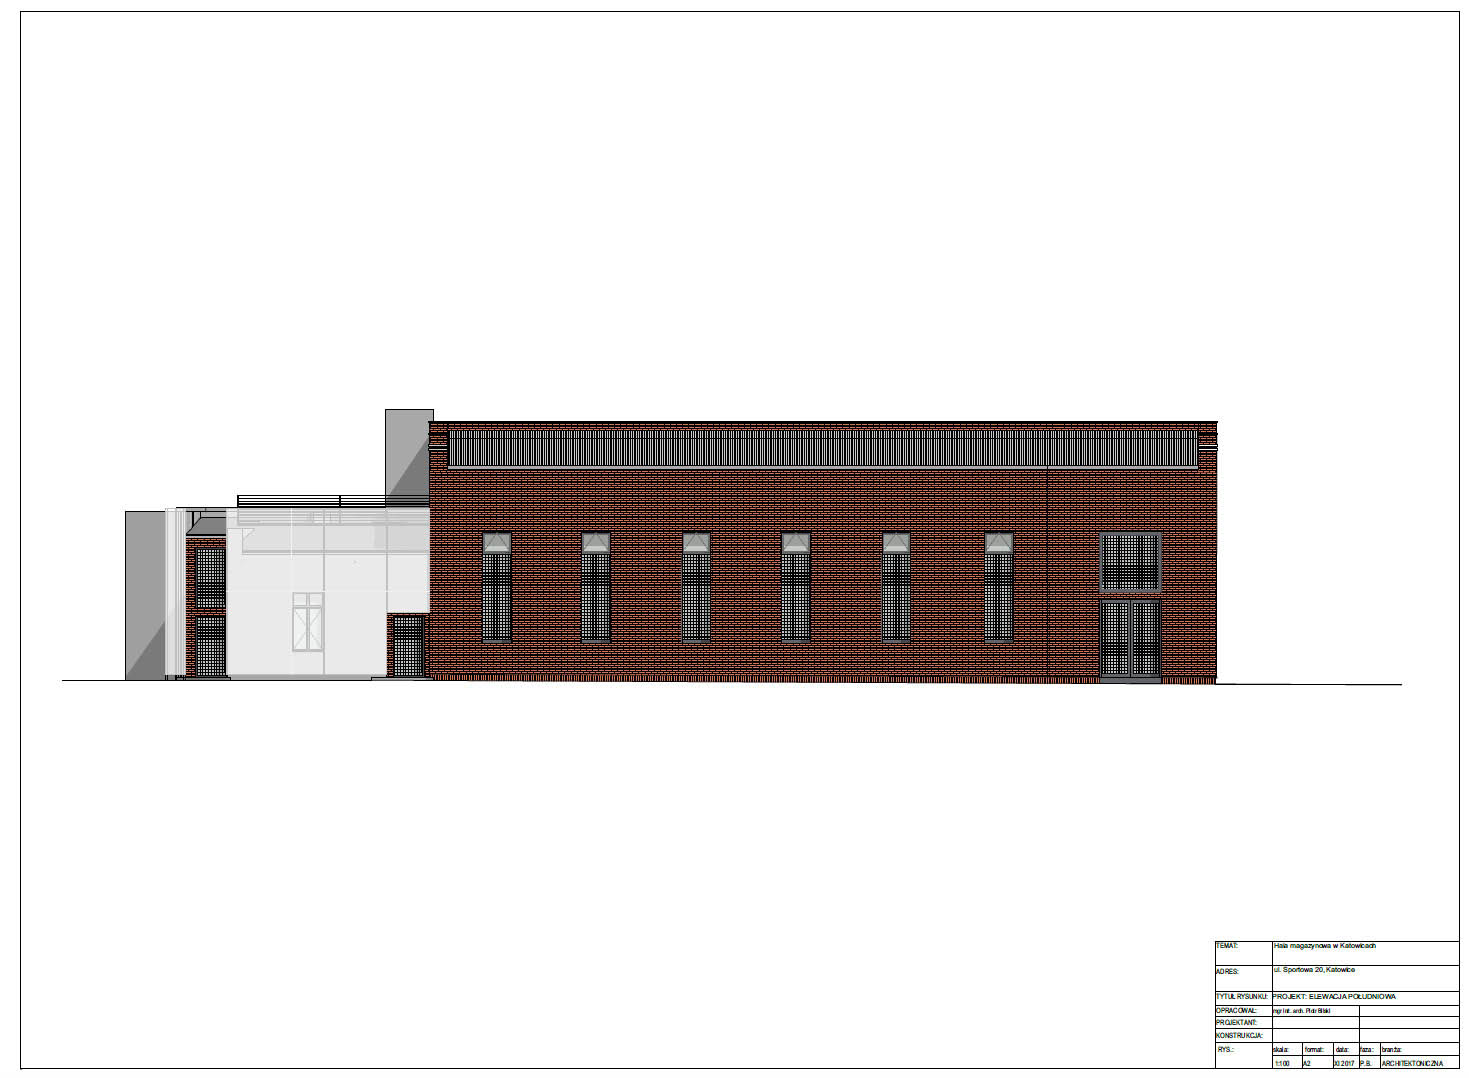 TEMAT: Hala magazynowa w Katowicach
ADRES: ul. Sportowa 20, Katowice
TYTUŁ RYSUNKU: PROJEKT: ELEWACJA POŁUDNIOWA
OPRACOWAŁ: mgr inż. arch. Piotr Bilski
PROJEKTANT:
KONSTRUKCJA:
RYS.: skala: format: data: faza: branża:
1:100 A2 XI 2017 P.B. ARCHITEKTONICZNA